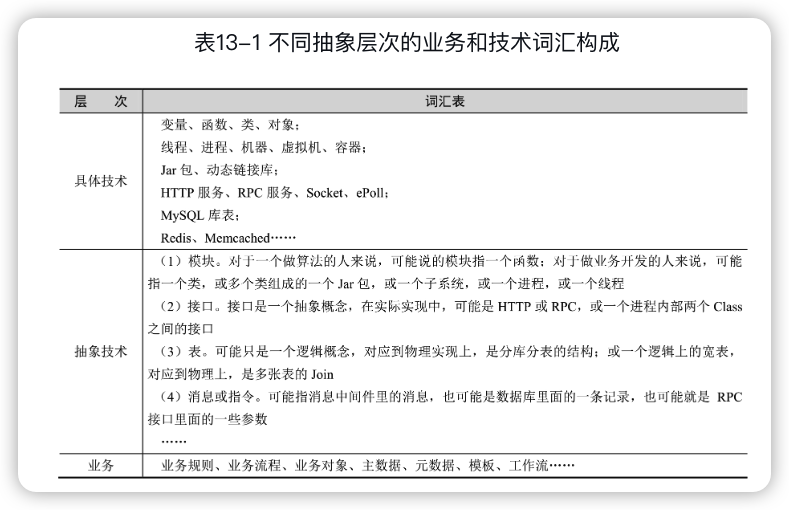 表13-1 不同抽象层次的业务和技术词汇构成
层 次 词汇表
具体技术
变量、函数、类、对象；
线程、进程、机器、虚拟机、容器；
Jar 包、动态链接库；
HTTP 服务、RPC 服务、Socket、ePoll；
MySQL 库表；
Redis、Memcached……
抽象技术
（1）模块。对于一个做算法的人来说，可能说的模块指一个函数；对于做业务开发的人来说，可能
指一个类，或多个类组成的一个 Jar 包，或一个子系统，或一个进程，或一个线程
（2）接口。接口是一个抽象概念，在实际实现中，可能是 HTTP 或 RPC，或一个进程内部两个 Class
之间的接口
（3）表。可能只是一个逻辑概念，对应到物理实现上，是分库分表的结构；或一个逻辑上的宽表，
对应到物理上，是多张表的 Join
（4）消息或指令。可能指消息中间件里的消息，也可能是数据库里面的一条记录，也可能就是 RPC
接口里面的一些参数
……
业务 业务规则、业务流程、业务对象、主数据、元数据、模板、工作流……